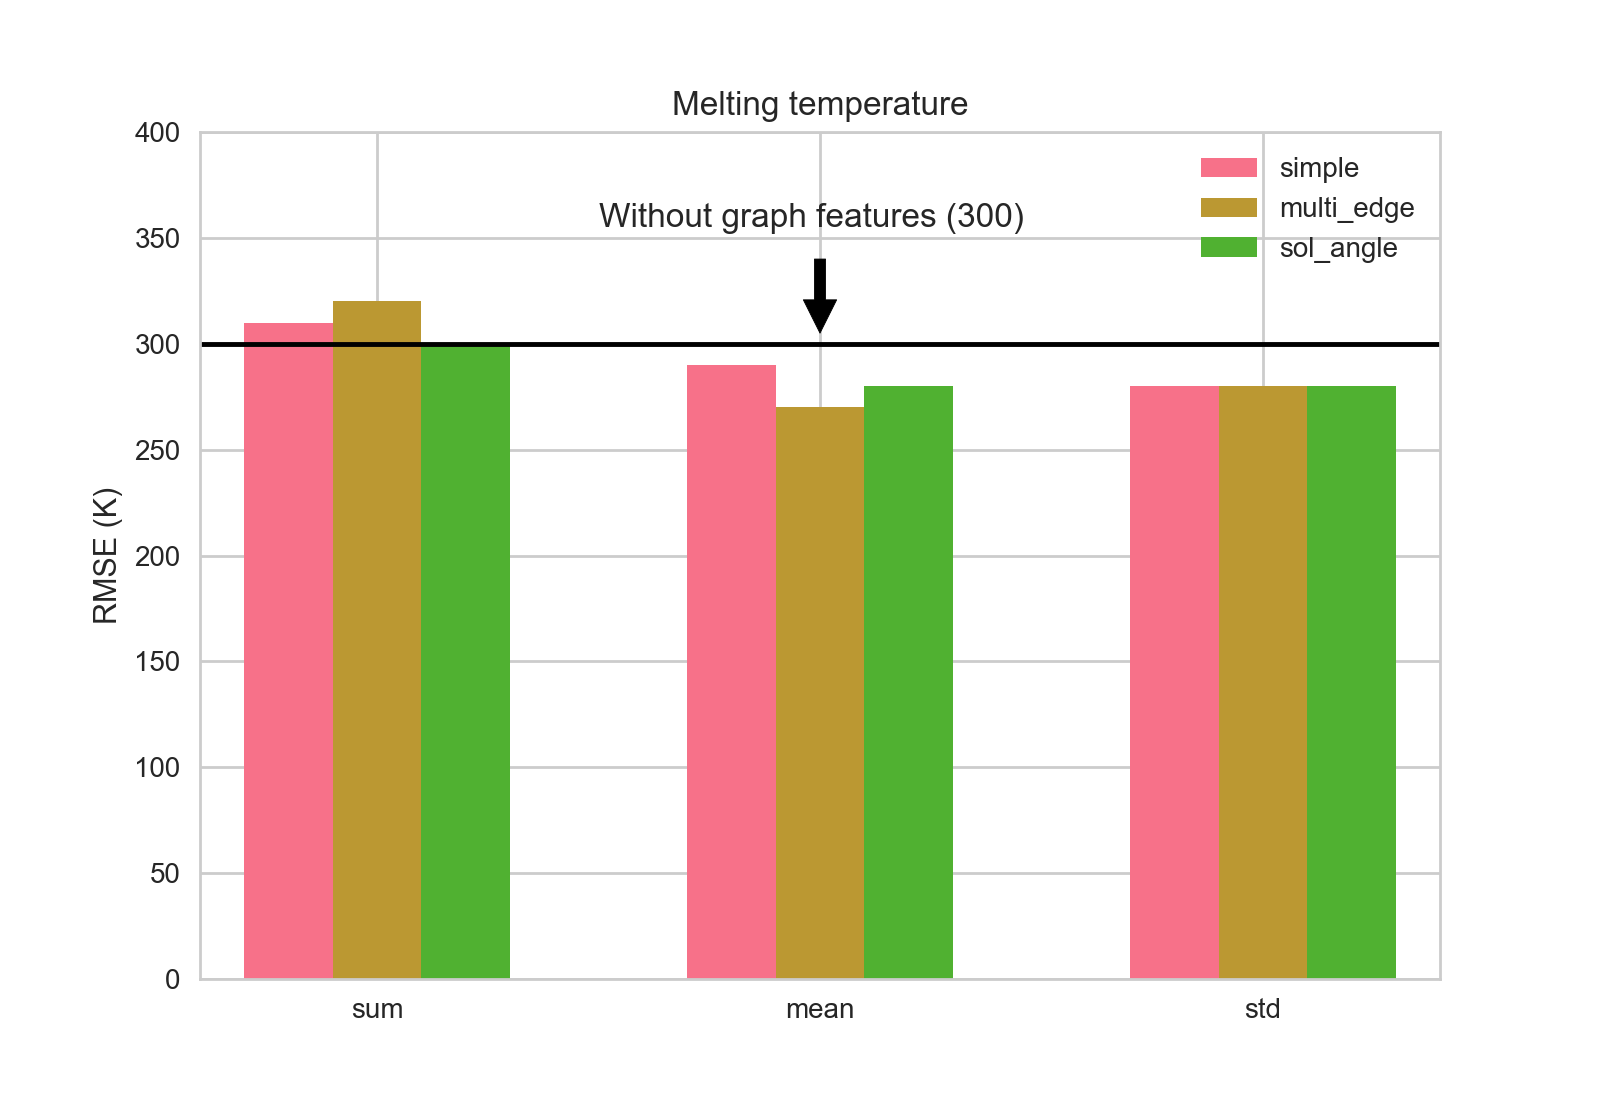 Melting temperature
400
350
300
250
200
150
100
50
0
RMSE (K)
Without graph features (300)
simple
multi_edge
sol_angle
sum
mean
std